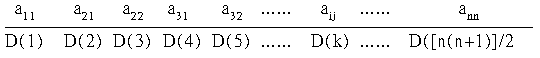 a₁₁ a₂₁ a₂₂ a₃₁ a₃₂ …… aᵢⱼ …… aₙₙ
D(1) D(2) D(3) D(4) D(5) …… D(k) …… D([n(n+1)]/2